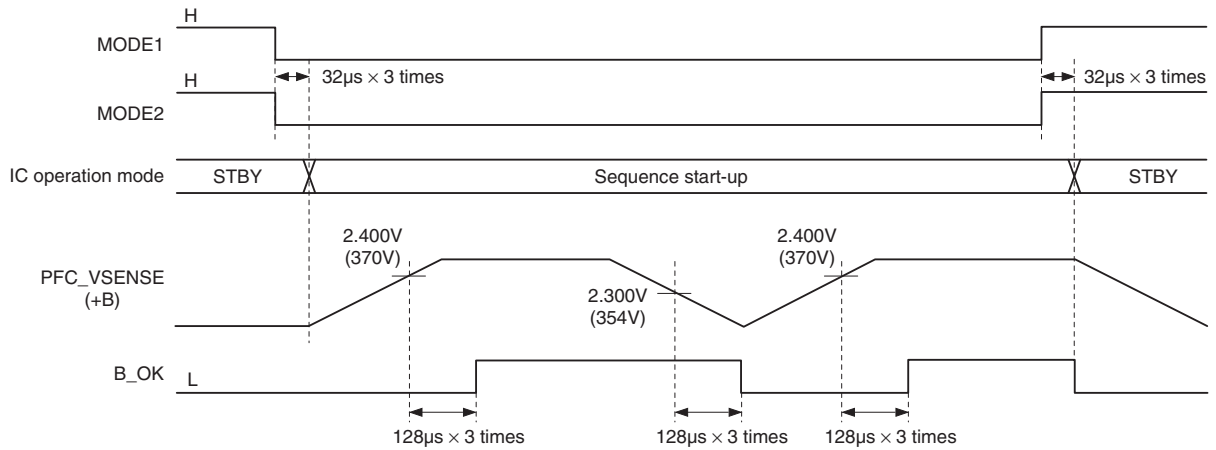 H
MODE1
32µs × 3 times
32µs × 3 times
H
MODE2
IC operation mode
STBY
Sequence start-up
STBY
2.400V
(370V)
2.400V
(370V)
PFC_VSENSE
(+B)
2.300V
(354V)
B_OK
L
128µs × 3 times
128µs × 3 times
128µs × 3 times